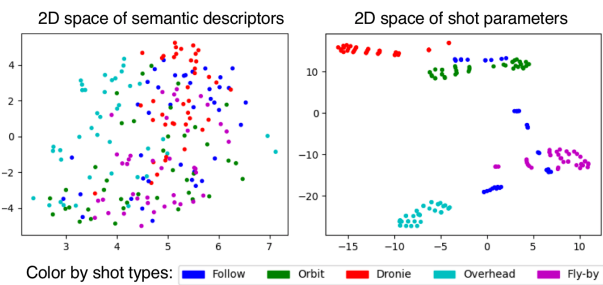 2D space of semantic descriptors
2D space of shot parameters
4
2
0
−2
−4
3 4 5 6 7
10
0
−10
−20
−15 −10 −5 0 5 10
Color by shot types: Follow Orbit Dronie Overhead Fly-by